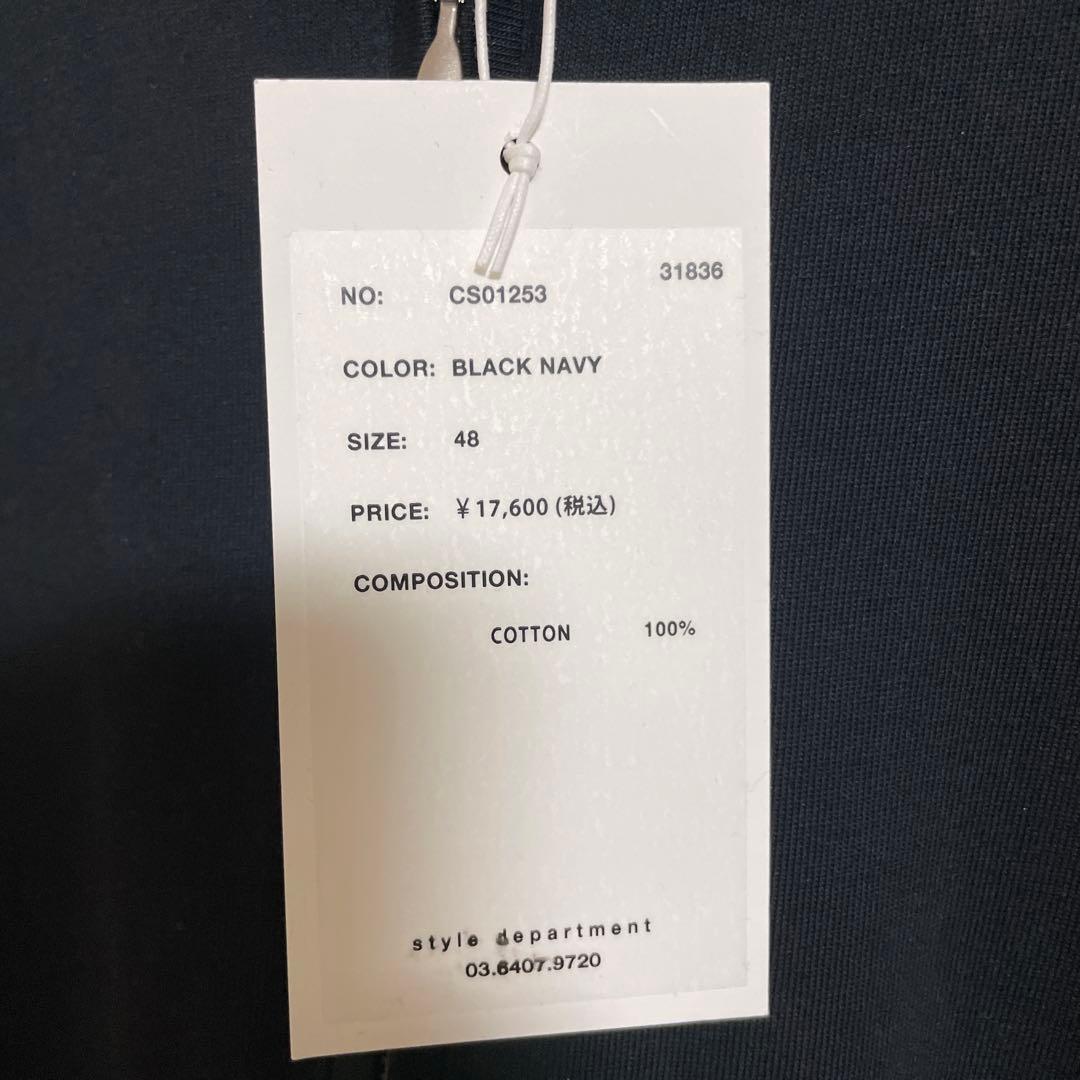 31836
NO: CS01253
COLOR: BLACK NAVY
SIZE: 48
PRICE: ¥17,600 (税込)
COMPOSITION:
COTTON 100%
style department
03.6407.9720